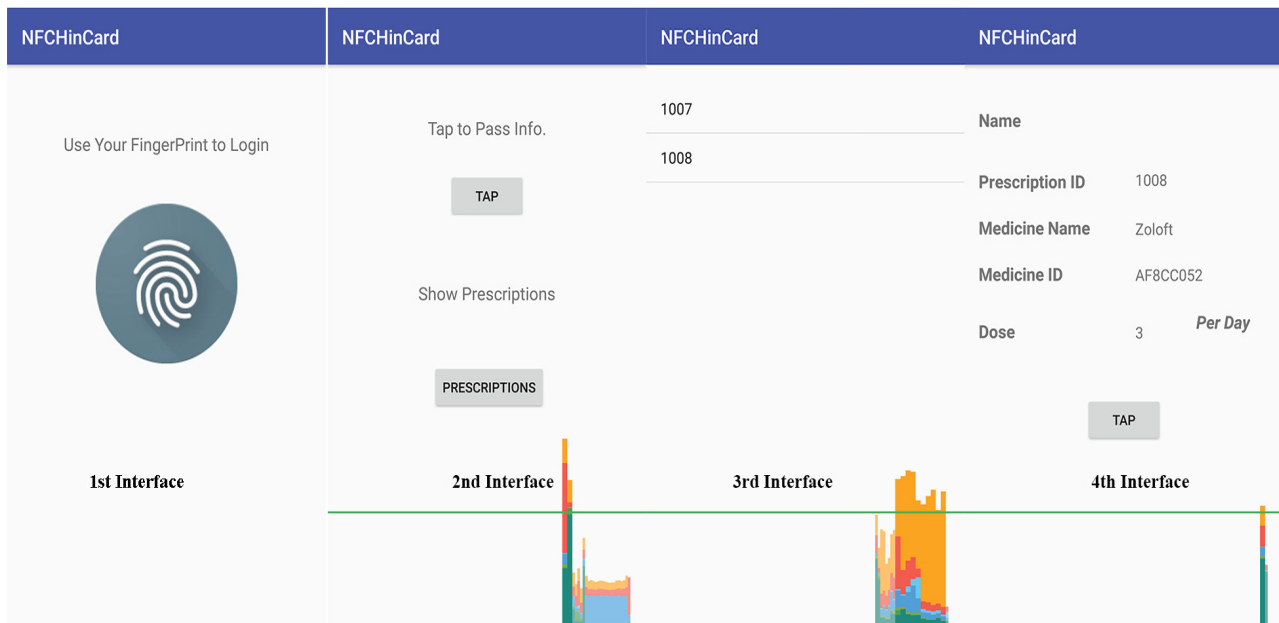 NFCHinCard
Use Your FingerPrint to Login
1st Interface
NFCHinCard
Tap to Pass Info.
TAP
Show Prescriptions
PRESCRIPTIONS
2nd Interface
NFCHinCard
1007
1008
3rd Interface
NFCHinCard
Name
Prescription ID 1008
Medicine Name Zoloft
Medicine ID AF8CC052
Dose 3 Per Day
TAP
4th Interface